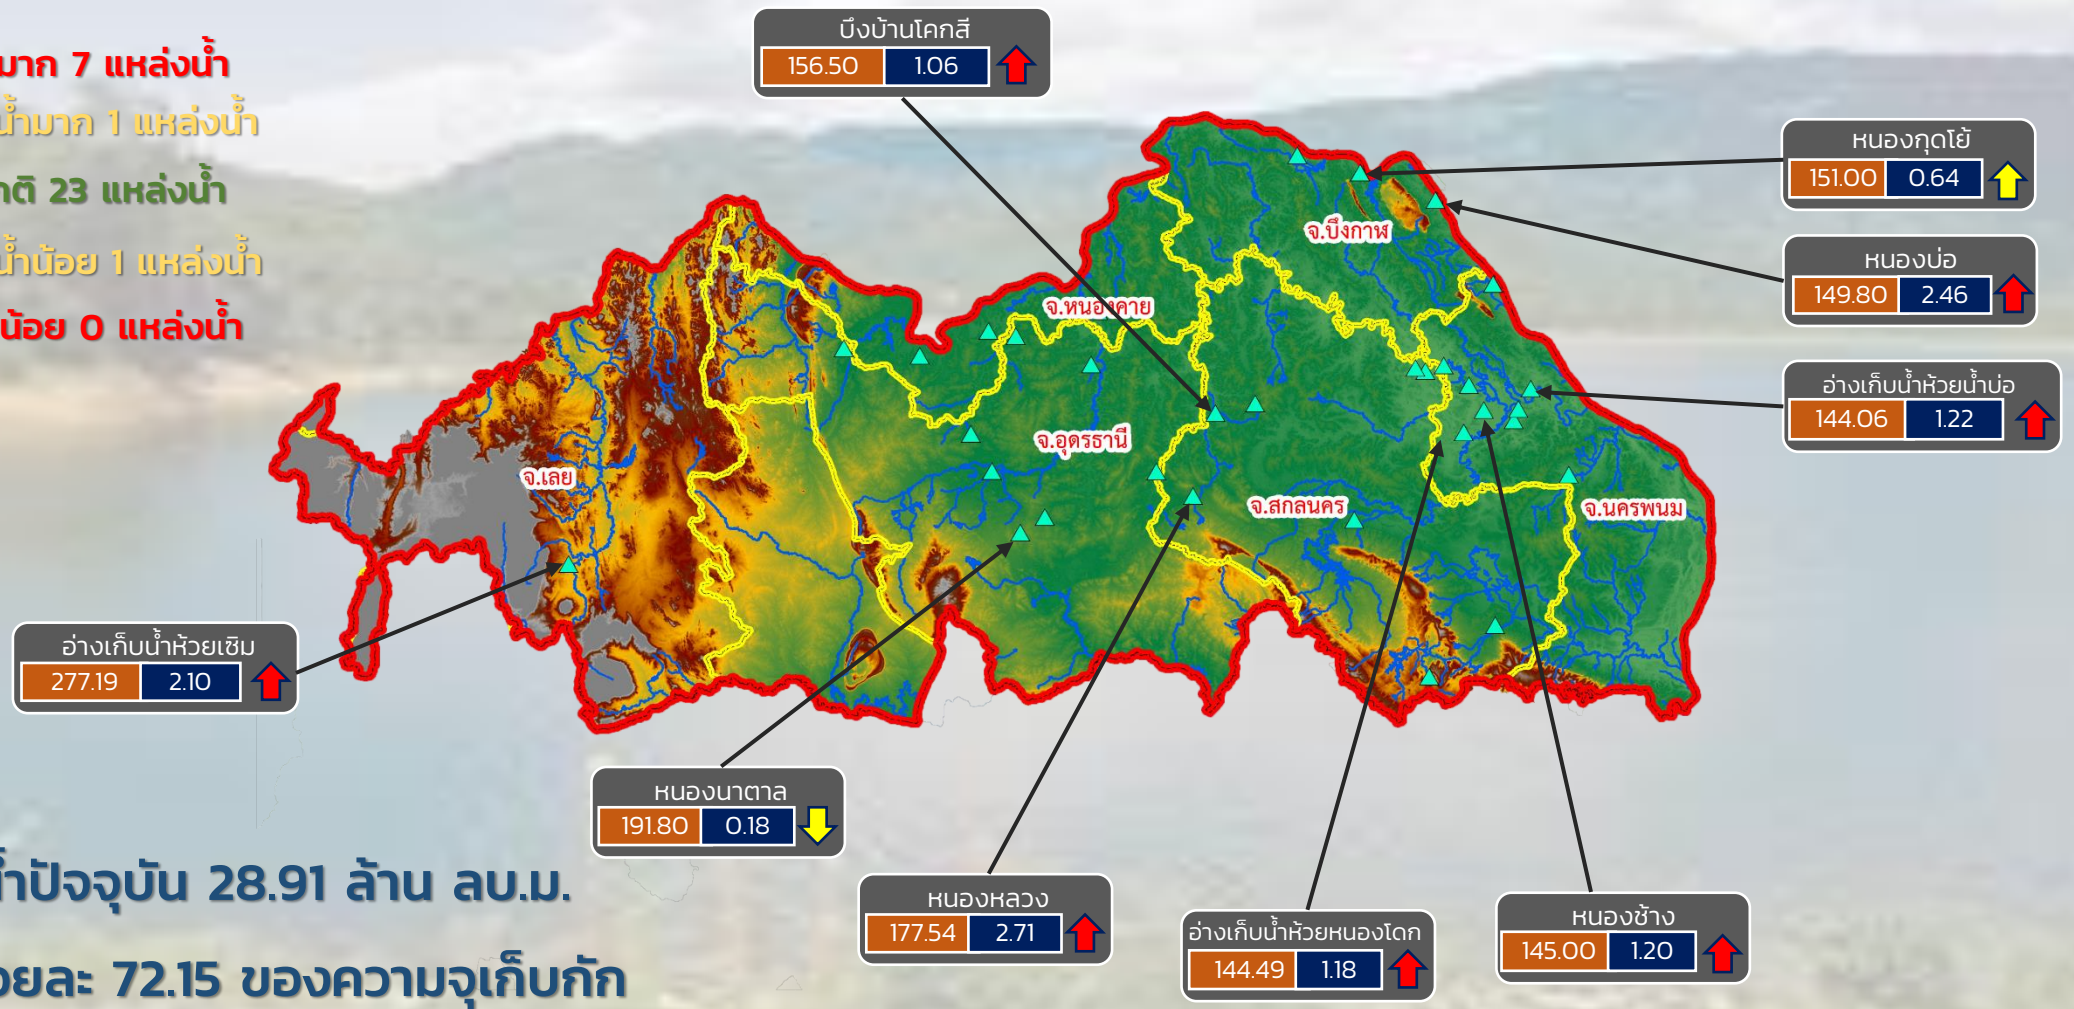 บึงบ้านโคกสี
156.50 1.06
มาก 7 แหล่งน้ำ
น้ำมาก 1 แหล่งน้ำ
23 แหล่งน้ำ
น้ำน้อย 1 แหล่งน้ำ
น้อย 0 แหล่งน้ำ
หนองกุดโย้
151.00 0.64
จ.บึงกาฬ
หนองบ่อ
149.80 2.46
จ.หนองคาย
อ่างเก็บน้ำห้วยน้ำบ่อ
144.06 1.22
จ.อุดรธานี
จ.เลย
จ.สกลนคร
จ.นครพนม
อ่างเก็บน้ำห้วยเซิม
277.19 2.10
หนองนาตาล
191.80 0.18
หนองหลวง
177.54 2.71
อ่างเก็บน้ำห้วยหนองโดก
144.49 1.18
หนองช้าง
145.00 1.20
ปัจจุบัน 28.91 ล้าน ลบ.ม.
72.15 ของความจุเก็บกัก